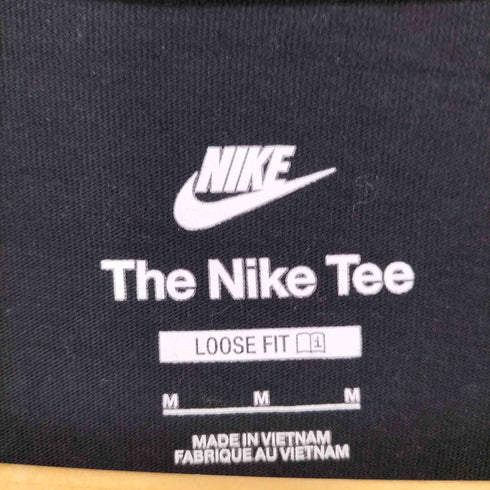 NIKE
The Nike Tee
LOOSE FIT
M M M
MADE IN VIETNAM
FABRIQUE AU VIETNAM